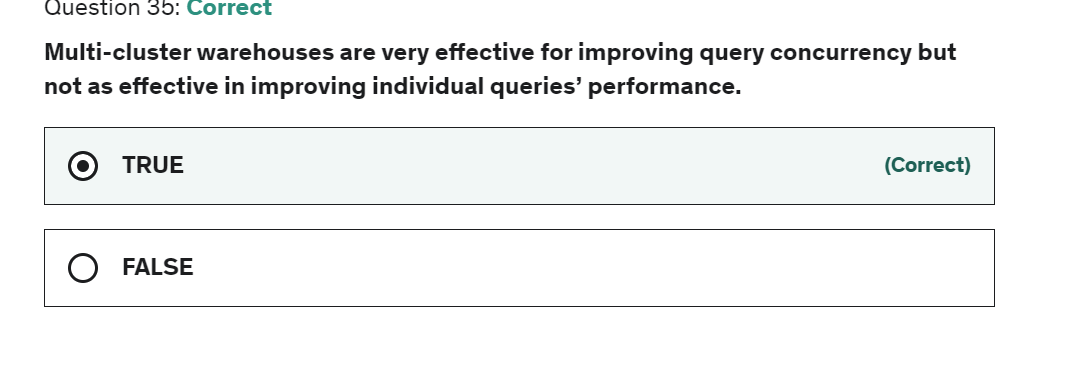 Question 35: Correct
Multi-cluster warehouses are very effective for improving query concurrency but
not as effective in improving individual queries’ performance.
TRUE
(Correct)
FALSE